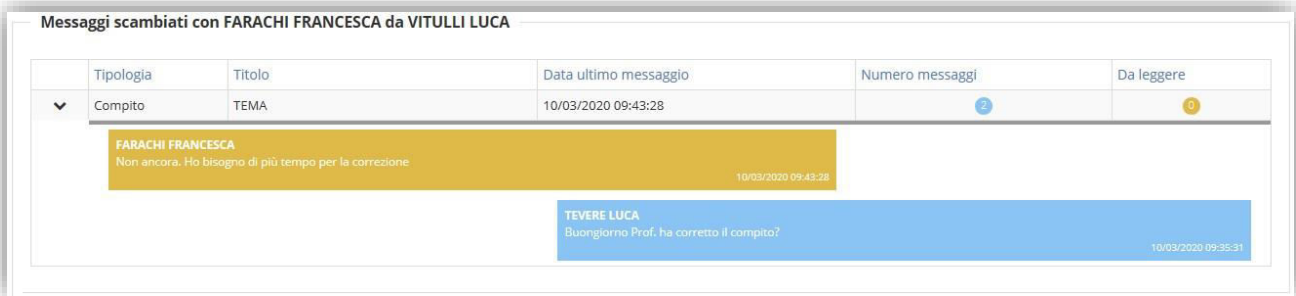 Messaggi scambiati con FARACHI FRANCESCA da VITULLI LUCA
Tipologia Titolo Data ultimo messaggio Numero messaggi Da leggere
Compito TEMA 10/03/2020 09:43:28 2 0
FARACHI FRANCESCA
Non ancora. Ho bisogno di più tempo per la correzione
10/03/2020 09:43:28
TEVERE LUCA
Buongiorno Prof. ha corretto il compito?
10/03/2020 09:35:31